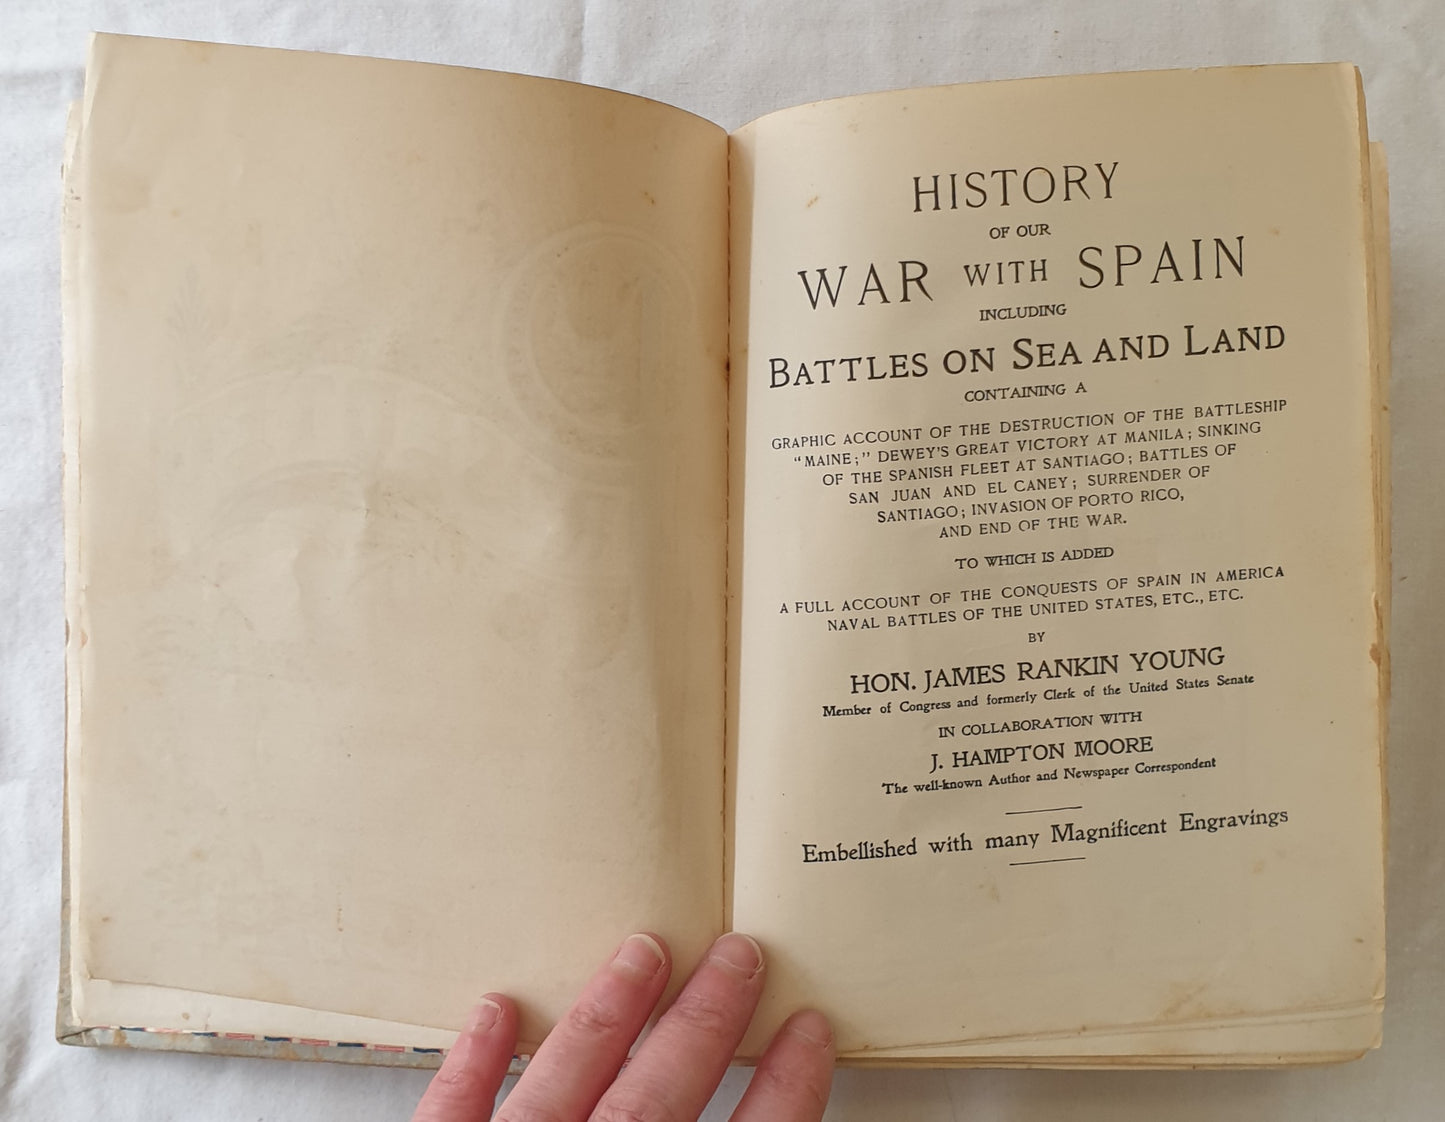 HISTORY
OF OUR
WAR WITH SPAIN
INCLUDING
BATTLES ON SEA AND LAND
CONTAINING A
GRAPHIC ACCOUNT OF THE DESTRUCTION OF THE BATTLESHIP
"MAINE;" DEWEY'S GREAT VICTORY AT MANILA; SINKING
OF THE SPANISH FLEET AT SANTIAGO; BATTLES OF
SAN JUAN AND EL CANEY; SURRENDER OF
SANTIAGO; INVASION OF PORTO RICO,
AND END OF THE WAR.
TO WHICH IS ADDED
A FULL ACCOUNT OF THE CONQUESTS OF SPAIN IN AMERICA
NAVAL BATTLES OF THE UNITED STATES, ETC., ETC.
BY
HON. JAMES RANKIN YOUNG
Member of Congress and formerly Clerk of the United States Senate
IN COLLABORATION WITH
J. HAMPTON MOORE
The well-known Author and Newspaper Correspondent
Embellished with many Magnificent Engravings